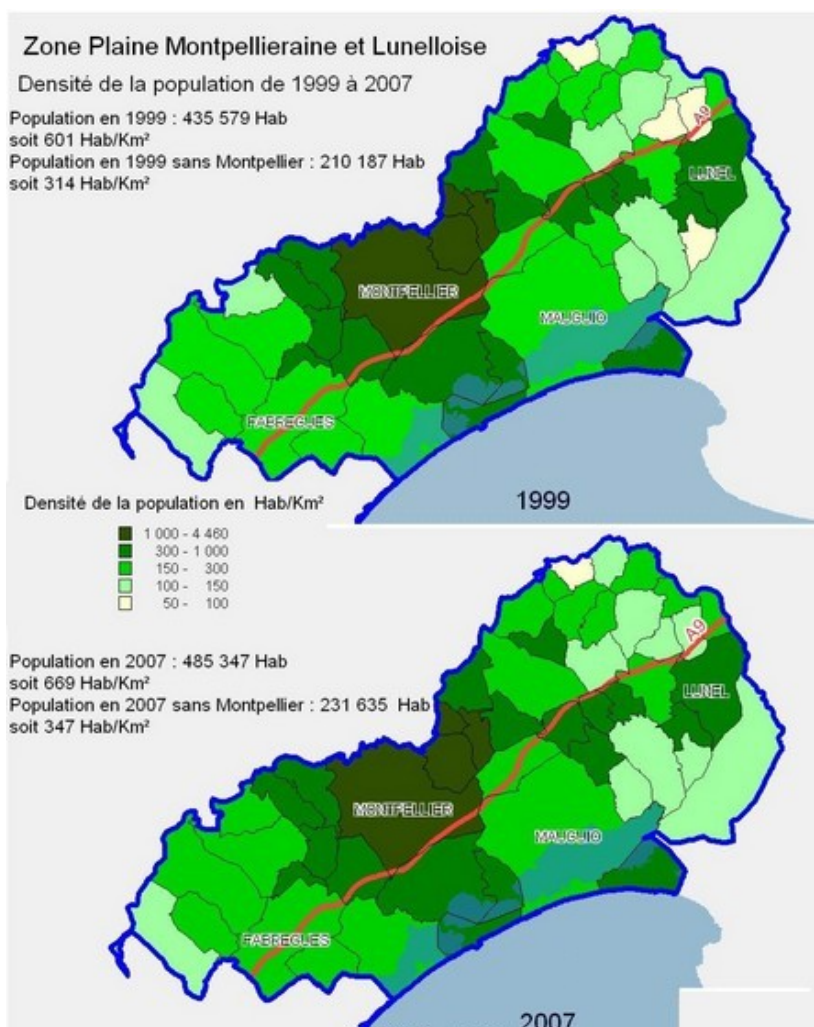 Zone Plaine Montpellieraine et Lunelloise
Densité de la population de 1999 à 2007
Population en 1999 : 435 579 Hab
soit 601 Hab/Km²
Population en 1999 sans Montpellier : 210 187 Hab
soit 314 Hab/Km²
A9
LUNEL
MONTPELLIER
MAUGUIO
FABREGUES
1999
Densité de la population en Hab/Km²
1 000 - 4 460
300 - 1 000
150 - 300
100 - 150
50 - 100
Population en 2007 : 485 347 Hab
soit 669 Hab/Km²
Population en 2007 sans Montpellier : 231 635 Hab
soit 347 Hab/Km²
A9
LUNEL
MONTPELLIER
MAUGUIO
FABREGUES
2007